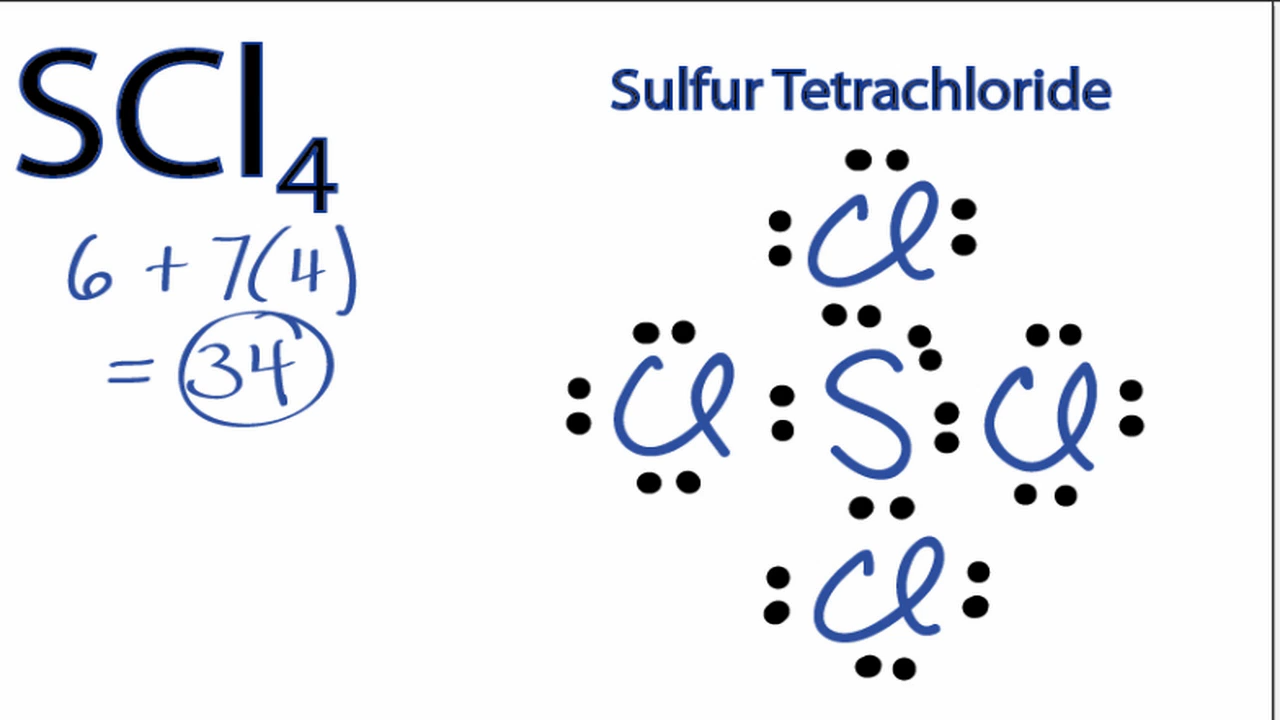 SCl₄
6 + 7(4)
= 34
Sulfur Tetrachloride
Cl
Cl S Cl
Cl